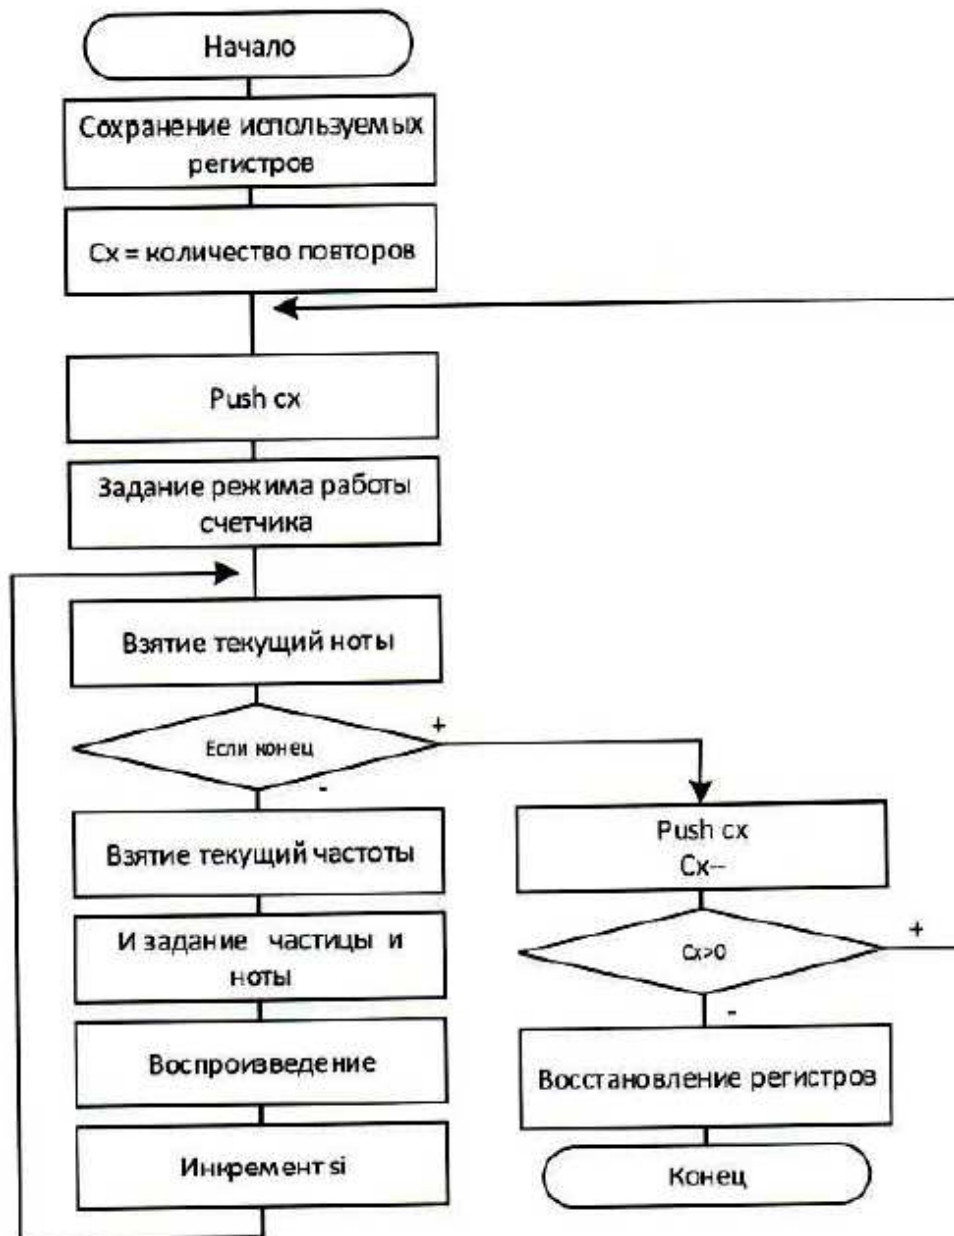 Начало
Сохранение используемых
регистров
Cx = количество повторов
Push cx
Задание режима работы
счетчика
Взятие текущий ноты
Если конец
+
-
Взятие текущий частоты
И задание частицы и
ноты
Воспроизведение
Инкремент si
Push cx
Cx--
Cx>0
+
-
Восстановление регистров
Конец